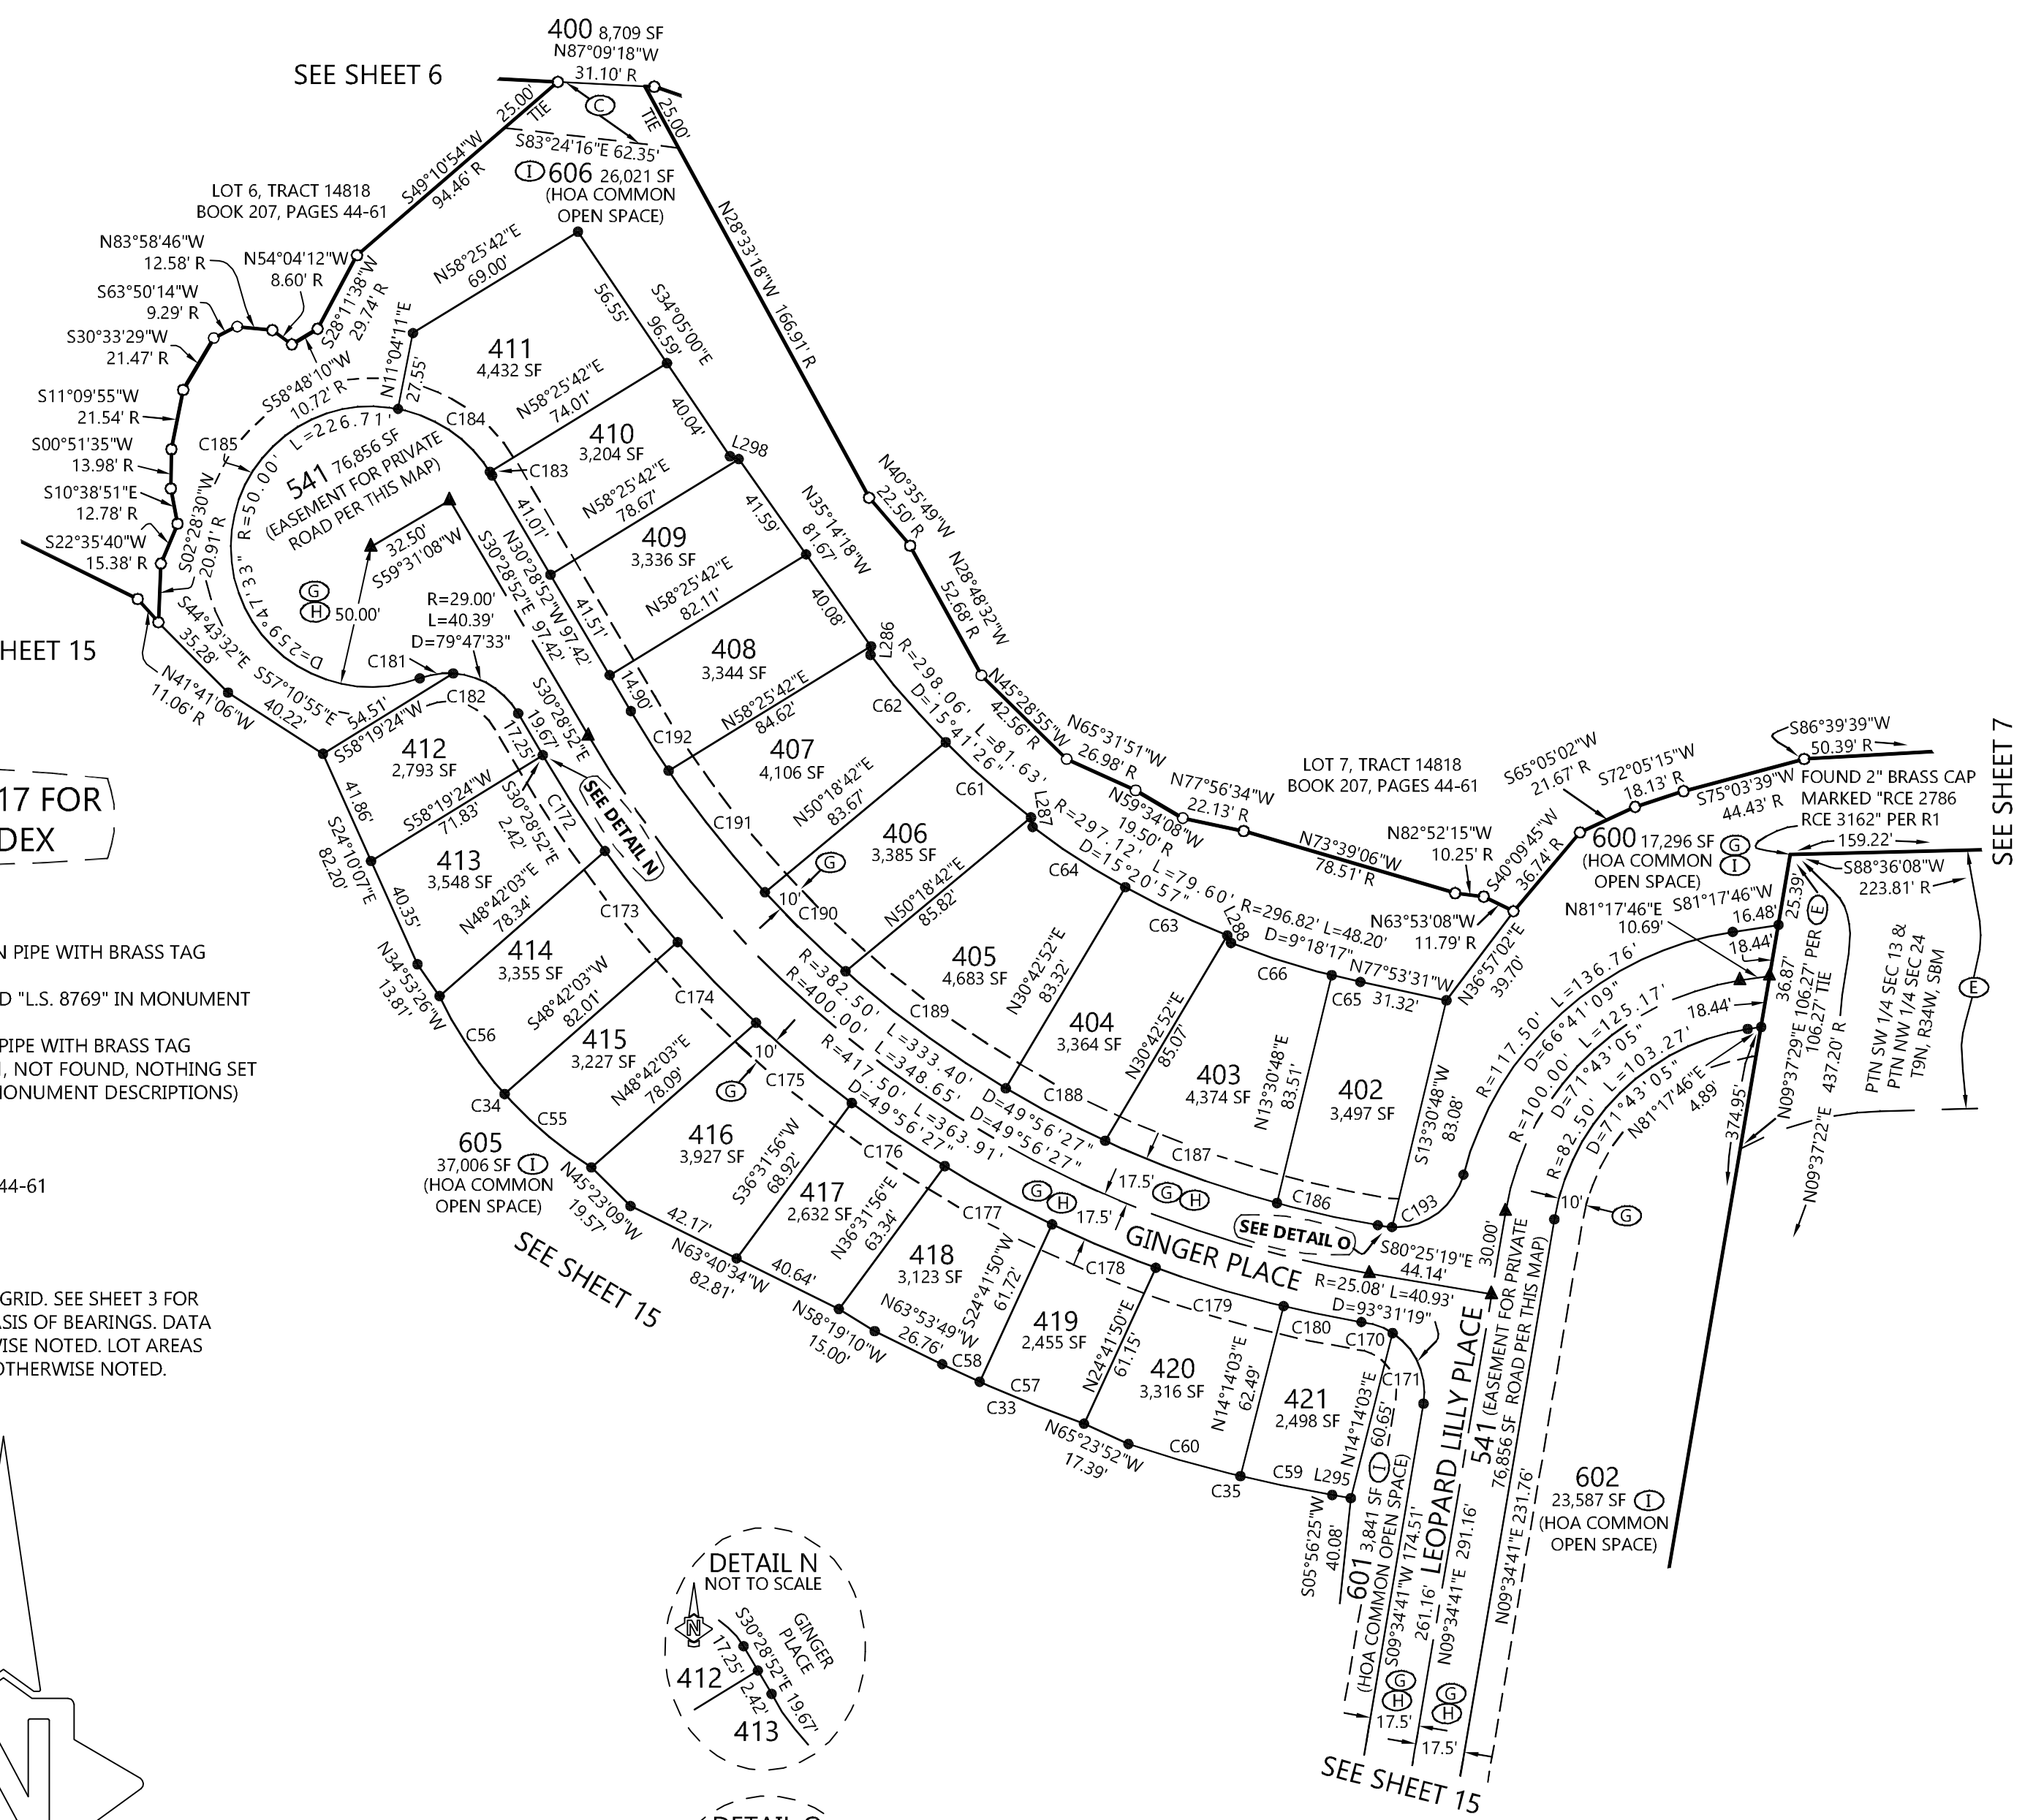 400 8,709 SF
N87°09'18"W
31.10' R
SEE SHEET 6
25.00'
TIE
C
25.00'
TIE
S83°24'16"E 62.35'
I 606 26,021 SF
(HOA COMMON
OPEN SPACE)
S49°10'54"W
94.46' R
LOT 6, TRACT 14818
BOOK 207, PAGES 44-61
N83°58'46"W
12.58' R
N54°04'12"W
8.60' R
S28°11'38"W
29.74' R
S63°50'14"W
9.29' R
S30°33'29"W
21.47' R
S58°48'10"W
10.72' R
S11°09'55"W
21.54' R
S00°51'35"W
13.98' R
S10°38'51"E
12.78' R
S22°35'40"W
15.38' R
S02°28'30"W
20.91' R
HEET 15
N41°41'06"W
11.06' R
S44°43'32"E
35.28'
S57°10'55"E
40.22'
54.51'
S58°19'24"W
C185
D=259°47'33" R=50.00' L=226.71'
541 76,856 SF
(EASEMENT FOR PRIVATE
ROAD PER THIS MAP)
32.50'
S59°31'08"W
G
H
50.00'
R=29.00'
L=40.39'
D=79°47'33"
C181
C182
N11°04'11"E
27.55'
N58°25'42"E
69.00'
56.55'
S34°05'00"E
96.59'
411
4,432 SF
C184
C183
N58°25'42"E
74.01'
40.04'
L298
410
3,204 SF
41.01'
N58°25'42"E
78.67'
41.59'
N35°14'18"W
81.67'
409
3,336 SF
N30°28'52"W 97.42'
S30°28'52"E 97.42'
41.51'
N58°25'42"E
82.11'
40.08'
L286
408
3,344 SF
14.90'
N58°25'42"E
84.62'
C192
407
4,106 SF
C62
R=298.06' L=81.63'
D=15°41'26"
C191
N50°18'42"E
83.67'
C61
406
3,385 SF
L287
G
10'
C190
N50°18'42"E
85.82'
C64
R=297.12' L=79.60'
D=15°20'57"
405
4,683 SF
C189
N30°42'52"E
83.32'
C63
404
3,364 SF
L288
R=296.82' L=48.20'
D=9°18'17"
C188
N30°42'52"E
85.07'
403
4,374 SF
C66
C65
N77°53'31"W
31.32'
C187
N13°30'48"E
83.51'
402
3,497 SF
S13°30'48"W
83.08'
C186
C193
N28°33'18"W 166.91' R
N40°35'49"W
22.50' R
N28°48'32"W
52.68' R
N45°28'55"W
42.56' R
N65°31'51"W
26.98' R
N59°34'08"W
19.50' R
N77°56'34"W
22.13' R
N73°39'06"W
78.51' R
LOT 7, TRACT 14818
BOOK 207, PAGES 44-61
N82°52'15"W
10.25' R
N63°53'08"W
11.79' R
S40°09'45"W
36.74' R
N36°57'02"E
39.70'
S65°05'02"W
21.67' R
S72°05'15"W
18.13' R
S75°03'39"W
44.43' R
S86°39'39"W
50.39' R
SEE SHEET 7
FOUND 2" BRASS CAP
MARKED "RCE 2786
RCE 3162" PER R1
159.22'
S88°36'08"W
223.81' R
600 17,296 SF G
(HOA COMMON I
OPEN SPACE)
S81°17'46"W
16.48'
25.39'
N81°17'46"E
10.69'
18.44'
18.44'
36.87'
N09°37'29"E 106.27' PER E
106.27' TIE
N09°37'22"E 437.20' R
PTN SW 1/4 SEC 13 &
PTN NW 1/4 SEC 24
T9N, R34W, SBM
E
374.95'
N81°17'46"E
4.89'
R=117.50' L=136.76'
D=66°41'09"
R=100.00' L=125.17'
D=71°43'05"
R=82.50' L=103.27'
D=71°43'05"
10'
G
R=382.50' L=333.40' D=49°56'27"
R=400.00' L=348.65' D=49°56'27"
R=417.50' L=363.91'
D=49°56'27"
17.5'
G H
G H
17.5'
SEE DETAIL O
GINGER PLACE
S80°25'19"E
44.14'
30.00'
R=25.08' L=40.93'
D=93°31'19"
S30°28'52"E
SEE DETAIL N
19.67'
17.25'
412
2,793 SF
S58°19'24"W
71.83'
S30°28'52"E
2.42'
C172
41.86'
S24°10'07"E
82.20'
40.35'
413
3,548 SF
N48°42'03"E
78.34'
C173
N34°53'26"W
13.81'
414
3,355 SF
S48°42'03"W
82.01'
C174
C56
415
3,227 SF
N48°42'03"E
78.09'
10'
G
C175
C34
C55
605
37,006 SF I
(HOA COMMON
OPEN SPACE)
N45°23'09"W
19.57'
416
3,927 SF
S36°31'56"W
68.92'
C176
42.17'
N63°40'34"W
82.81'
40.64'
417
2,632 SF
N36°31'56"E
63.34'
C177
N58°19'10"W
15.00'
N63°53'49"W
26.76'
418
3,123 SF
S24°41'50"W
61.72'
C58
C57
C33
419
2,455 SF
C178
N24°41'50"E
61.15'
N65°23'52"W
17.39'
420
3,316 SF
C179
N14°14'03"E
62.49'
C60
C35
C59
L295
421
2,498 SF
C180
C170
C171
N14°14'03"E 60.65'
S05°56'25"W
40.08'
601 3,841 SF I
(HOA COMMON OPEN SPACE)
S09°34'41"W 174.51'
261.16'
LEOPARD LILLY PLACE
N09°34'41"E 291.16'
541 (EASEMENT FOR PRIVATE
76,856 SF ROAD PER THIS MAP)
N09°34'41"E 231.76'
G
H
G
H
17.5'
17.5'
602
23,587 SF I
(HOA COMMON
OPEN SPACE)
SEE SHEET 15
SEE SHEET 15
17 FOR
DEX
N PIPE WITH BRASS TAG
D "L.S. 8769" IN MONUMENT
PIPE WITH BRASS TAG
, NOT FOUND, NOTHING SET
MONUMENT DESCRIPTIONS)
44-61
GRID. SEE SHEET 3 FOR
ASIS OF BEARINGS. DATA
WISE NOTED. LOT AREAS
OTHERWISE NOTED.
DETAIL N
NOT TO SCALE
N
S30°28'52"E 19.67'
GINGER
PLACE
17.25'
412
2.42'
413
N
DETAIL O